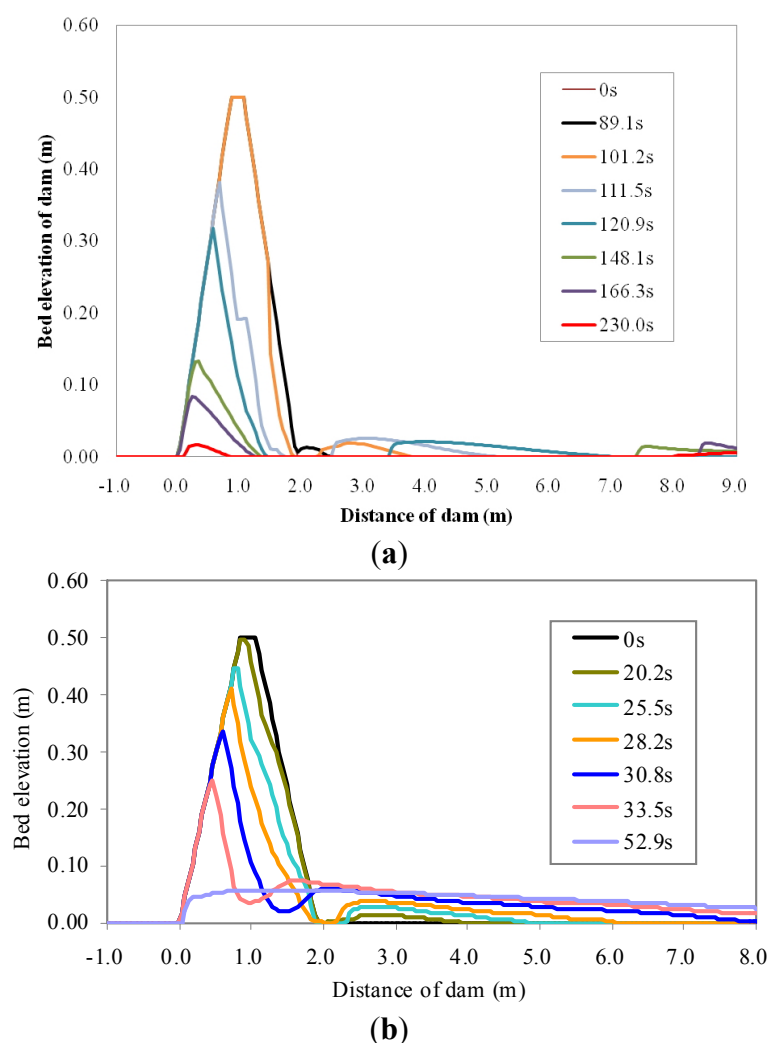 0.60
0.50
0.40
0.30
0.20
0.10
0.00
Bed elevation of dam (m)
0s
89.1s
101.2s
111.5s
120.9s
148.1s
166.3s
230.0s
-1.0 0.0 1.0 2.0 3.0 4.0 5.0 6.0 7.0 8.0 9.0
Distance of dam (m)
(a)
0.60
0.50
0.40
0.30
0.20
0.10
0.00
Bed elevation (m)
0s
20.2s
25.5s
28.2s
30.8s
33.5s
52.9s
-1.0 0.0 1.0 2.0 3.0 4.0 5.0 6.0 7.0 8.0
Distance of dam (m)
(b)